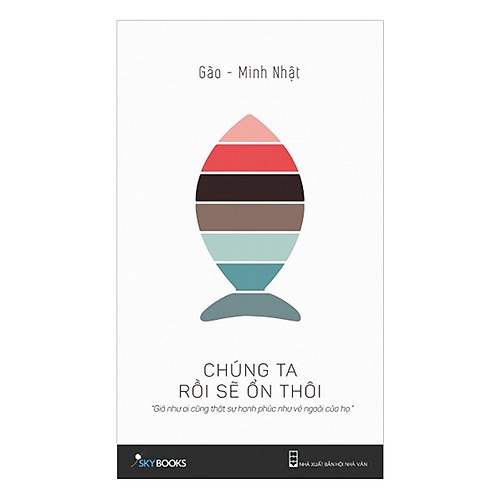 Gào - Minh Nhật
CHÚNG TA
RỒI SẼ ỔN THÔI
"Giá như ai cũng thật sự hạnh phúc như vẻ ngoài của họ."
SKYBOOKS
NHÀ XUẤT BẢN HỘI NHÀ VĂN